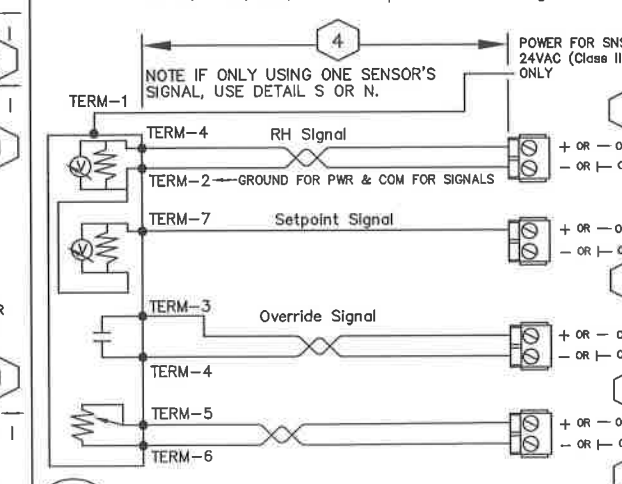 4
POWER FOR SNS
24VAC (Class II
ONLY
NOTE IF ONLY USING ONE SENSOR'S
SIGNAL, USE DETAIL S OR N.
TERM-1
TERM-4
RH Signal
+ OR -
V
TERM-2
GROUND FOR PWR & COM FOR SIGNALS
- OR
TERM-7
Setpoint Signal
+ OR -
V
- OR
TERM-3
Override Signal
+ OR -
- OR
TERM-4
TERM-5
+ OR -
- OR
TERM-6